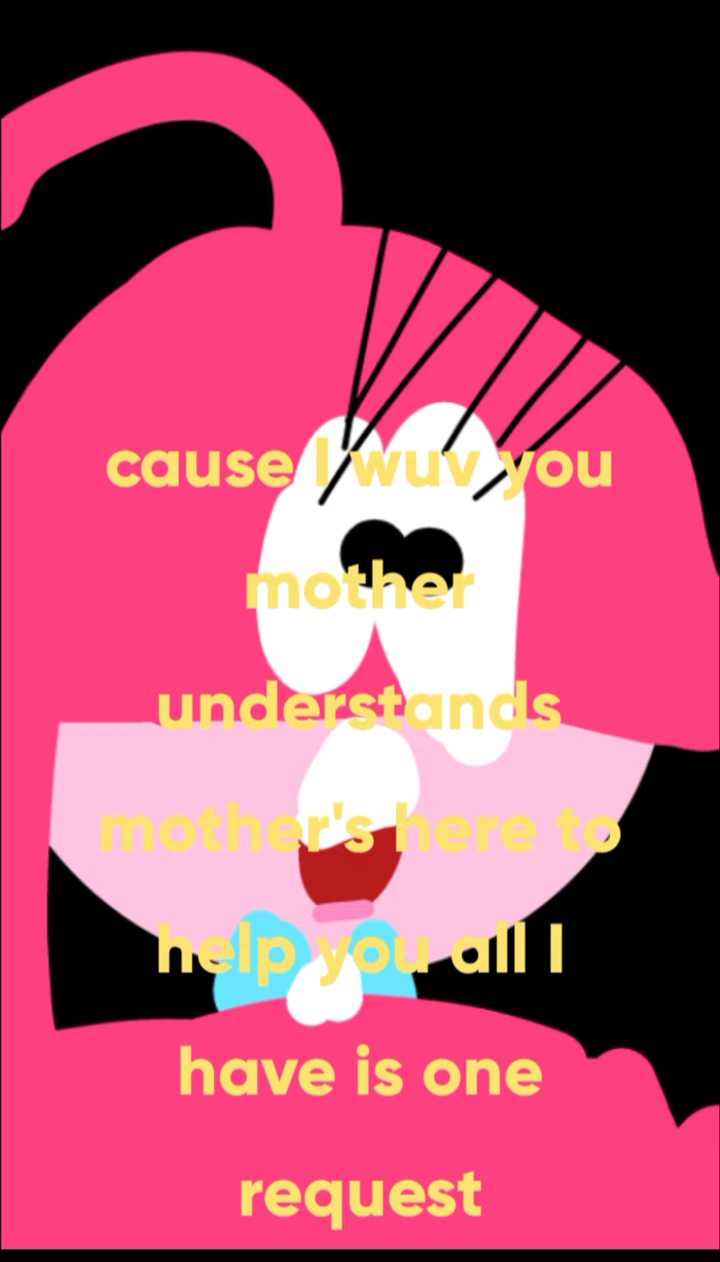 cause I wuv you
mother
understands
mother's here to
help you all I
have is one
request